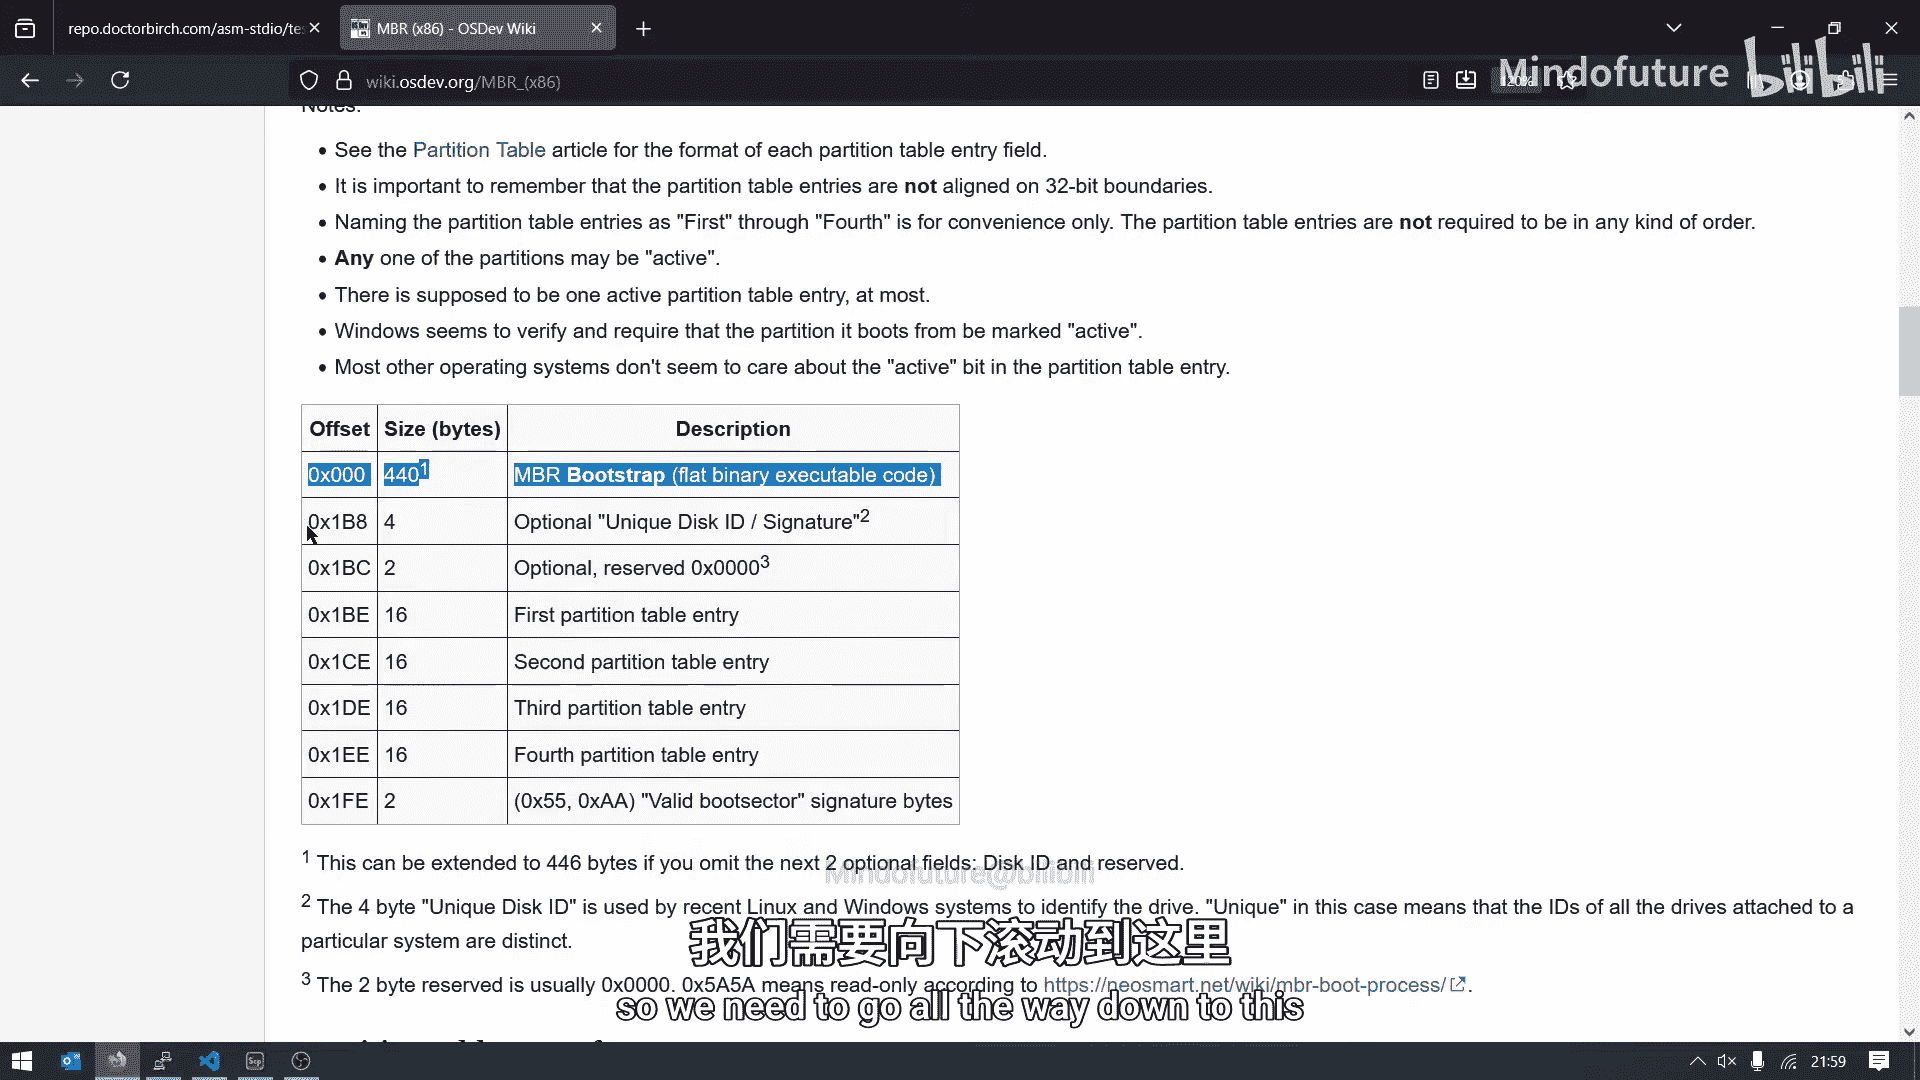 repo.doctorbirch.com/asm-stdio/te
MBR (x86) - OSDev Wiki
wiki.osdev.org/MBR_(x86)
120%
Mindofuture bilibili
Notes:
See the Partition Table article for the format of each partition table entry field.
It is important to remember that the partition table entries are not aligned on 32-bit boundaries.
Naming the partition table entries as "First" through "Fourth" is for convenience only. The partition table entries are not required to be in any kind of order.
Any one of the partitions may be "active".
There is supposed to be one active partition table entry, at most.
Windows seems to verify and require that the partition it boots from be marked "active".
Most other operating systems don't seem to care about the "active" bit in the partition table entry.
Offset Size (bytes) Description
0x000 440¹ MBR Bootstrap (flat binary executable code)
0x1B8 4 Optional "Unique Disk ID / Signature"²
0x1BC 2 Optional, reserved 0x0000³
0x1BE 16 First partition table entry
0x1CE 16 Second partition table entry
0x1DE 16 Third partition table entry
0x1EE 16 Fourth partition table entry
0x1FE 2 (0x55, 0xAA) "Valid bootsector" signature bytes
¹ This can be extended to 446 bytes if you omit the next 2 optional fields: Disk ID and reserved.
Mindofuture@bilibili
² The 4 byte "Unique Disk ID" is used by recent Linux and Windows systems to identify the drive. "Unique" in this case means that the IDs of all the drives attached to a
particular system are distinct.
我们需要向下滚动到这里
³ The 2 byte reserved is usually 0x0000. 0x5A5A means read-only according to https://neosmart.net/wiki/mbr-boot-process/.
so we need to go all the way down to this
21:59